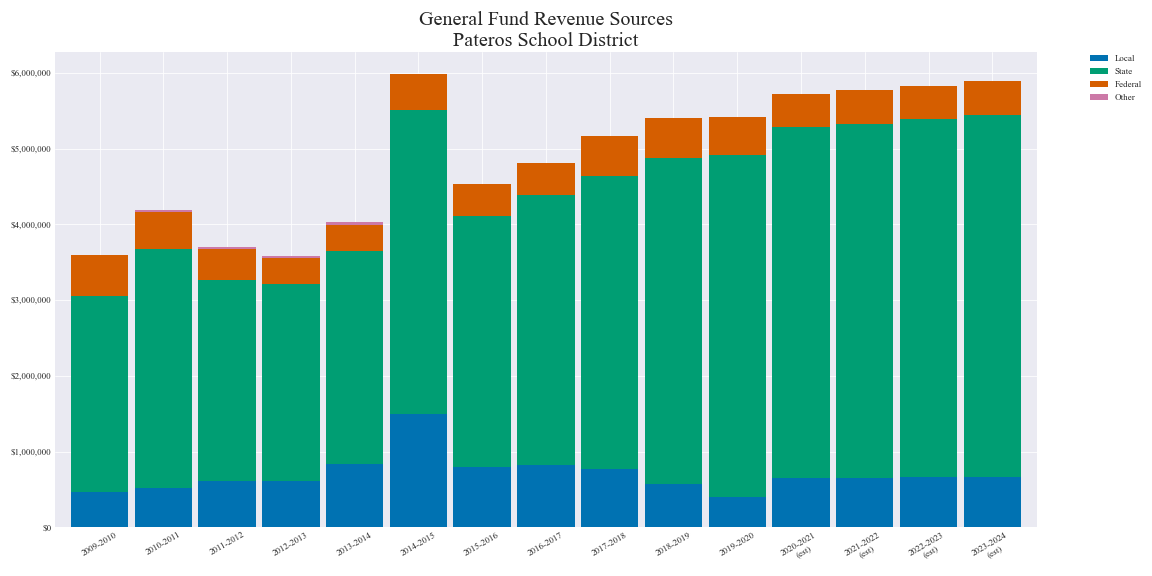 General Fund Revenue Sources
Pateros School District
Local
State
Federal
Other
$6,000,000
$5,000,000
$4,000,000
$3,000,000
$2,000,000
$1,000,000
$0
2009-2010
2010-2011
2011-2012
2012-2013
2013-2014
2014-2015
2015-2016
2016-2017
2017-2018
2018-2019
2019-2020
2020-2021
(est)
2021-2022
(est)
2022-2023
(est)
2023-2024
(est)